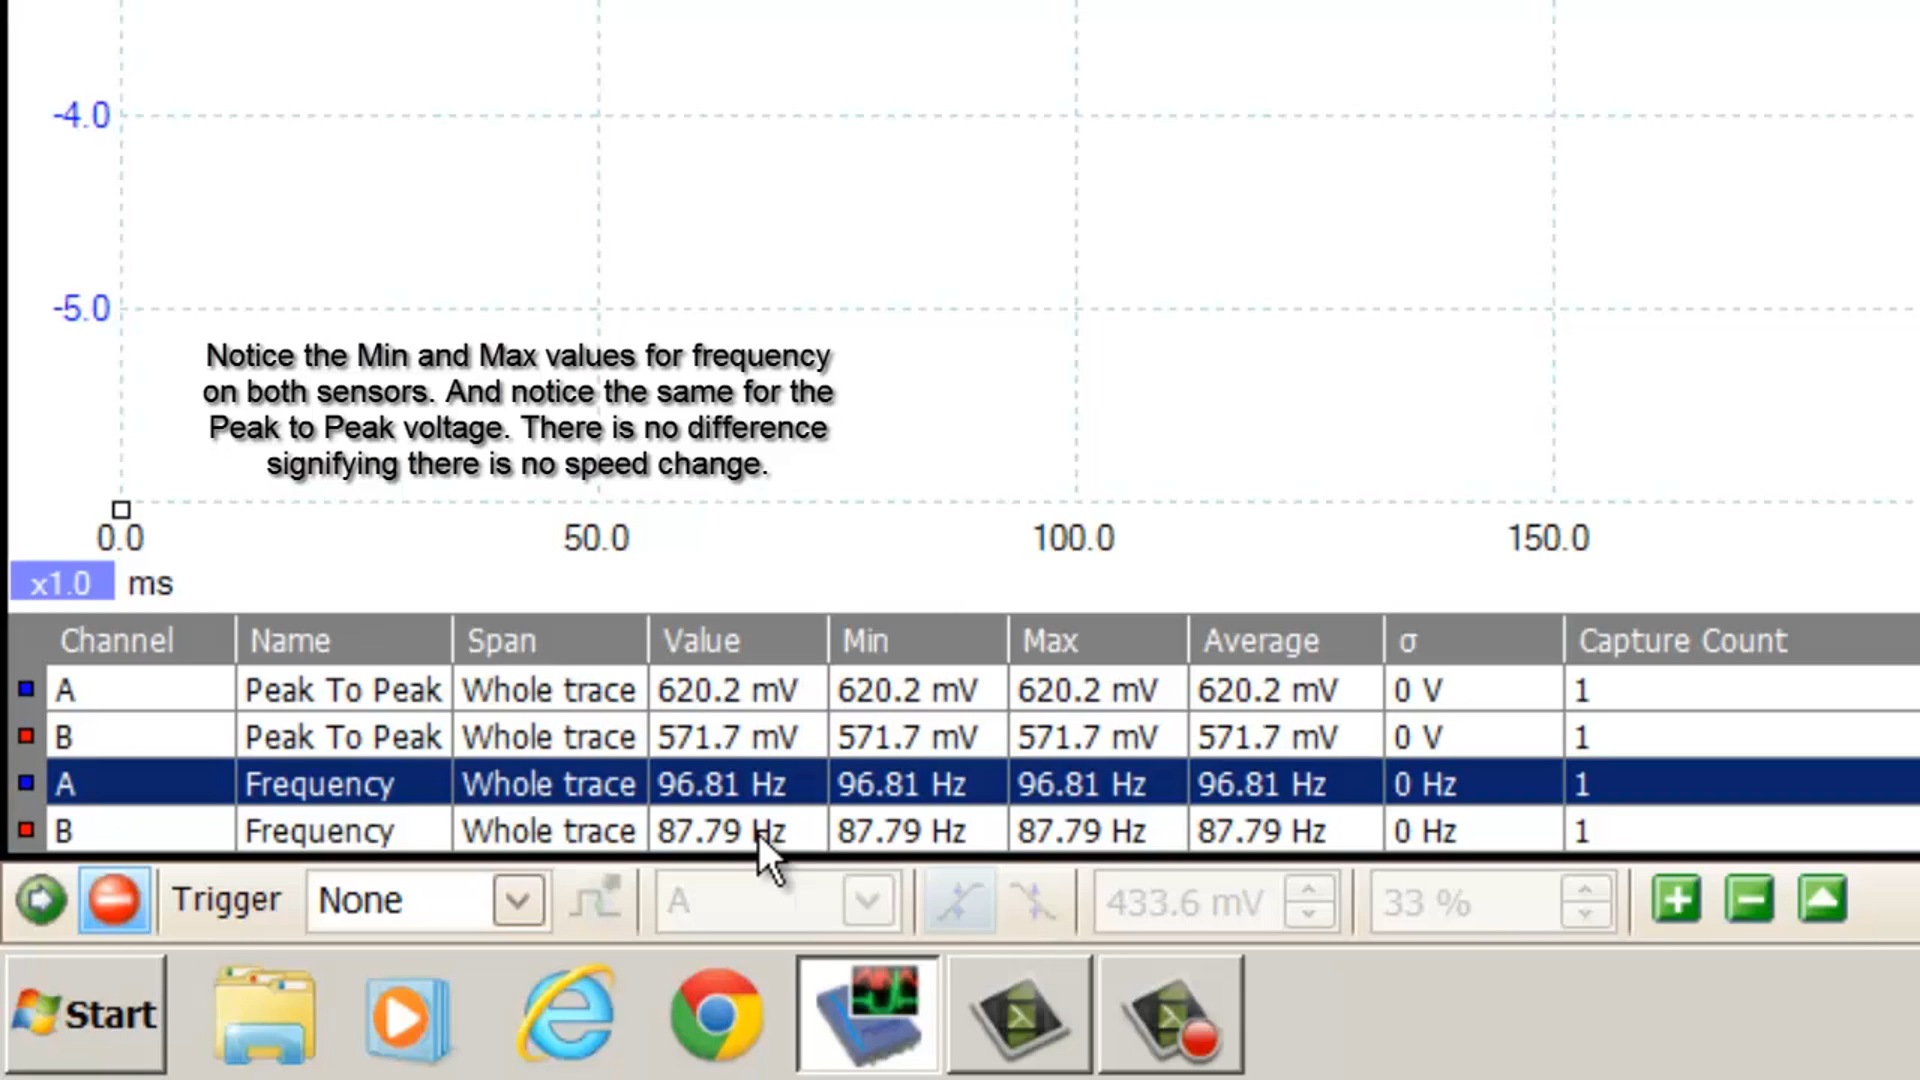 -4.0
-5.0
Notice the Min and Max values for frequency
on both sensors. And notice the same for the
Peak to Peak voltage. There is no difference
signifying there is no speed change.
0.0 50.0 100.0 150.0
x1.0 ms
Channel Name Span Value Min Max Average σ Capture Count
A Peak To Peak Whole trace 620.2 mV 620.2 mV 620.2 mV 620.2 mV 0 V 1
B Peak To Peak Whole trace 571.7 mV 571.7 mV 571.7 mV 571.7 mV 0 V 1
A Frequency Whole trace 96.81 Hz 96.81 Hz 96.81 Hz 96.81 Hz 0 Hz 1
B Frequency Whole trace 87.79 Hz 87.79 Hz 87.79 Hz 87.79 Hz 0 Hz 1
Trigger None A 433.6 mV 33 %
Start